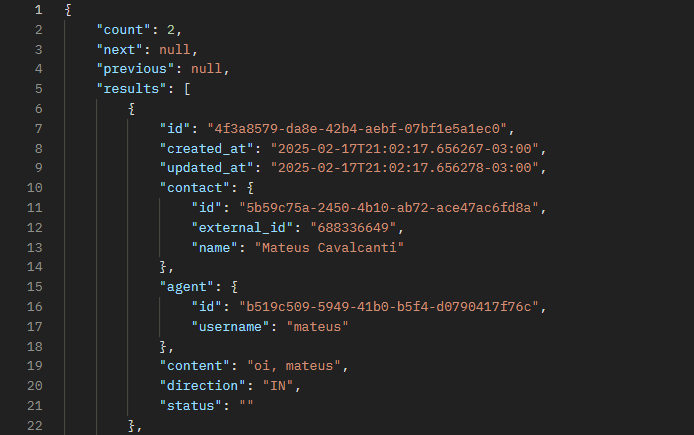 1 {
2 "count": 2,
3 "next": null,
4 "previous": null,
5 "results": [
6 {
7 "id": "4f3a8579-da8e-42b4-aebf-07bf1e5a1ec0",
8 "created_at": "2025-02-17T21:02:17.656267-03:00",
9 "updated_at": "2025-02-17T21:02:17.656278-03:00",
10 "contact": {
11 "id": "5b59c75a-2450-4b10-ab72-ace47ac6fd8a",
12 "external_id": "688336649",
13 "name": "Mateus Cavalcanti"
14 },
15 "agent": {
16 "id": "b519c509-5949-41b0-b5f4-d0790417f76c",
17 "username": "mateus"
18 },
19 "content": "oi, mateus",
20 "direction": "IN",
21 "status": ""
22 },